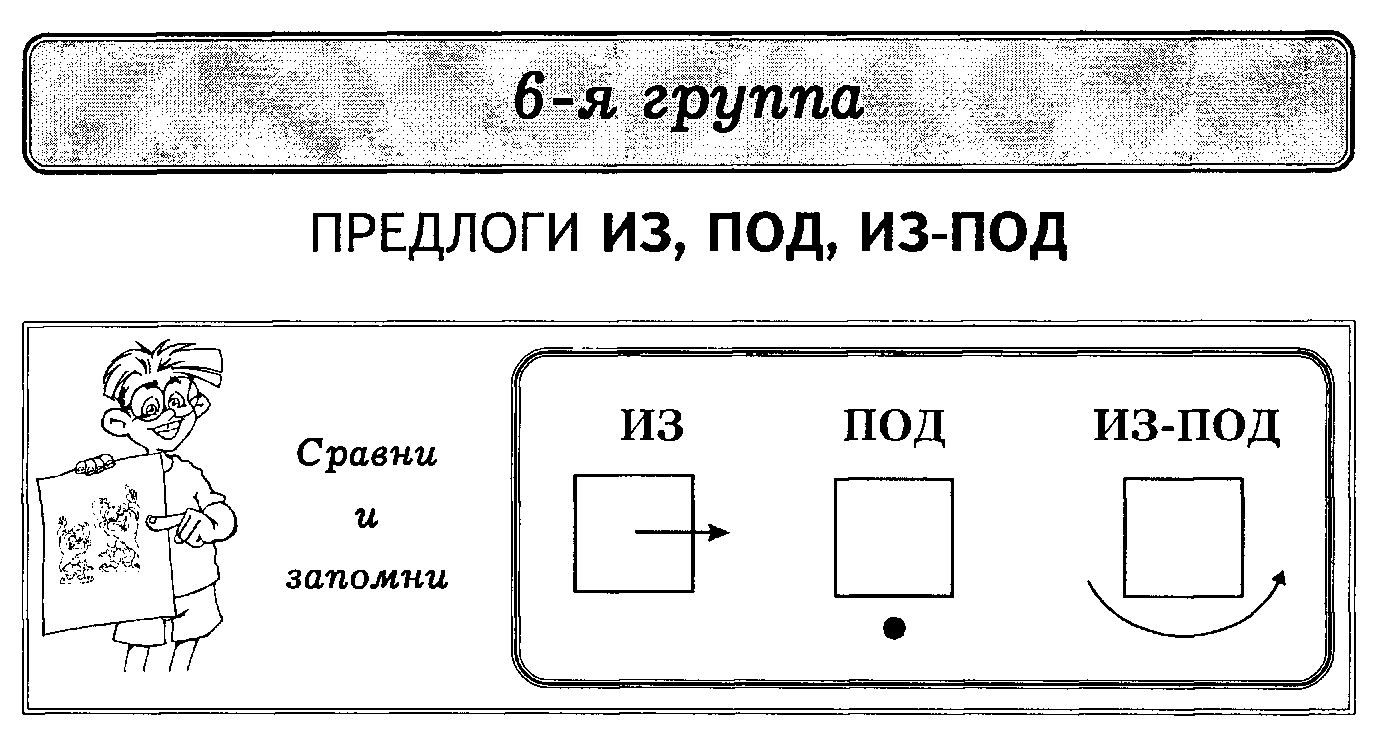 6-я группа
ПРЕДЛОГИ ИЗ, ПОД, ИЗ-ПОД
Сравни
и
запомни
ИЗ ПОД ИЗ-ПОД